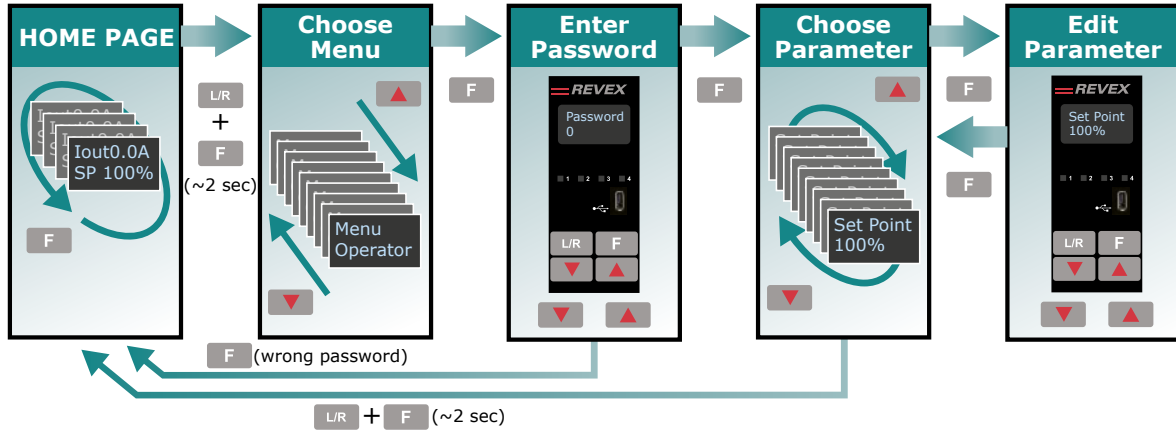 HOME PAGE
Choose
Menu
Enter
Password
Choose
Parameter
Edit
Parameter
Iout0.0A
SP 100%
F
L/R
+
F
(~2 sec)
Menu
Operator
F
REVEX
Password
0
1 2 3 4
L/R F
F
Set Point
100%
F
F
REVEX
Set Point
100%
1 2 3 4
L/R F
F (wrong password)
L/R + F (~2 sec)